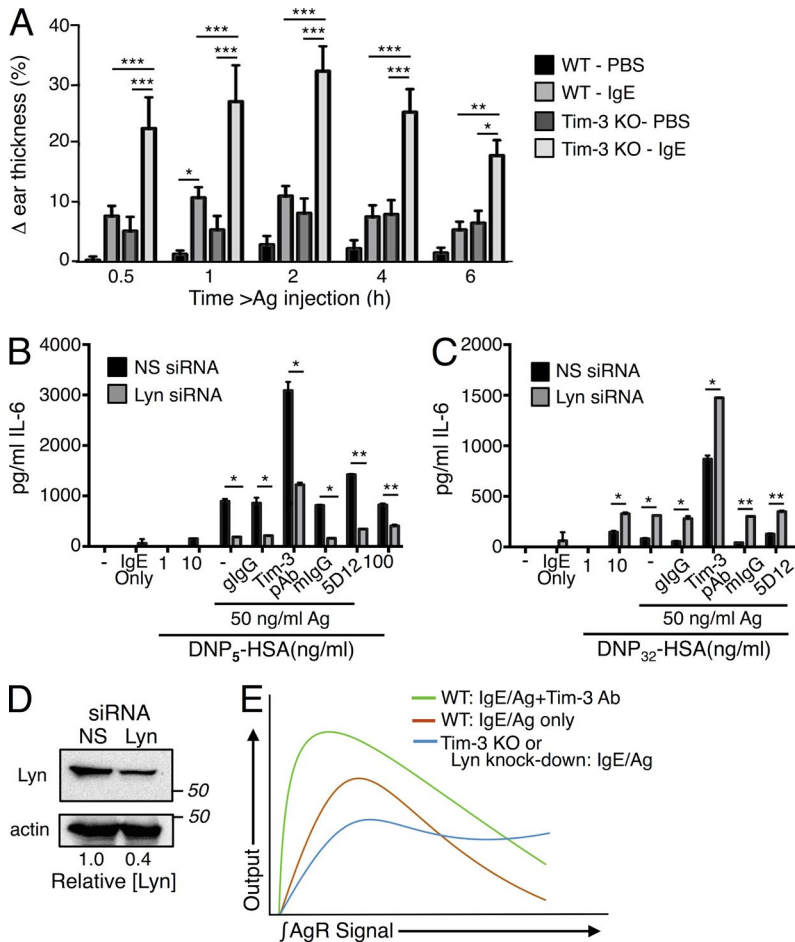 A
Δ ear thickness (%)
40
30
20
10
0
*** *** *** *** **
*** *** *** *** *
*
0.5 1 2 4 6
Time >Ag injection (h)
WT - PBS
WT - IgE
Tim-3 KO- PBS
Tim-3 KO - IgE
B
pg/ml IL-6
4000
3000
2000
1000
0
NS siRNA
Lyn siRNA
* * * * ** **
- IgE Only 1 10 - gIgG Tim-3 pAb mIgG 5D12 100
50 ng/ml Ag
DNP5-HSA(ng/ml)
C
pg/ml IL-6
2000
1500
1000
500
0
NS siRNA
Lyn siRNA
* * * * ** **
- IgE Only 1 10 - gIgG Tim-3 pAb mIgG 5D12
50 ng/ml Ag
DNP32-HSA(ng/ml)
D
siRNA
NS Lyn
Lyn
50
50
actin
1.0 0.4
Relative [Lyn]
E
WT: IgE/Ag+Tim-3 Ab
WT: IgE/Ag only
Tim-3 KO or
Lyn knock-down: IgE/Ag
Output
∫AgR Signal